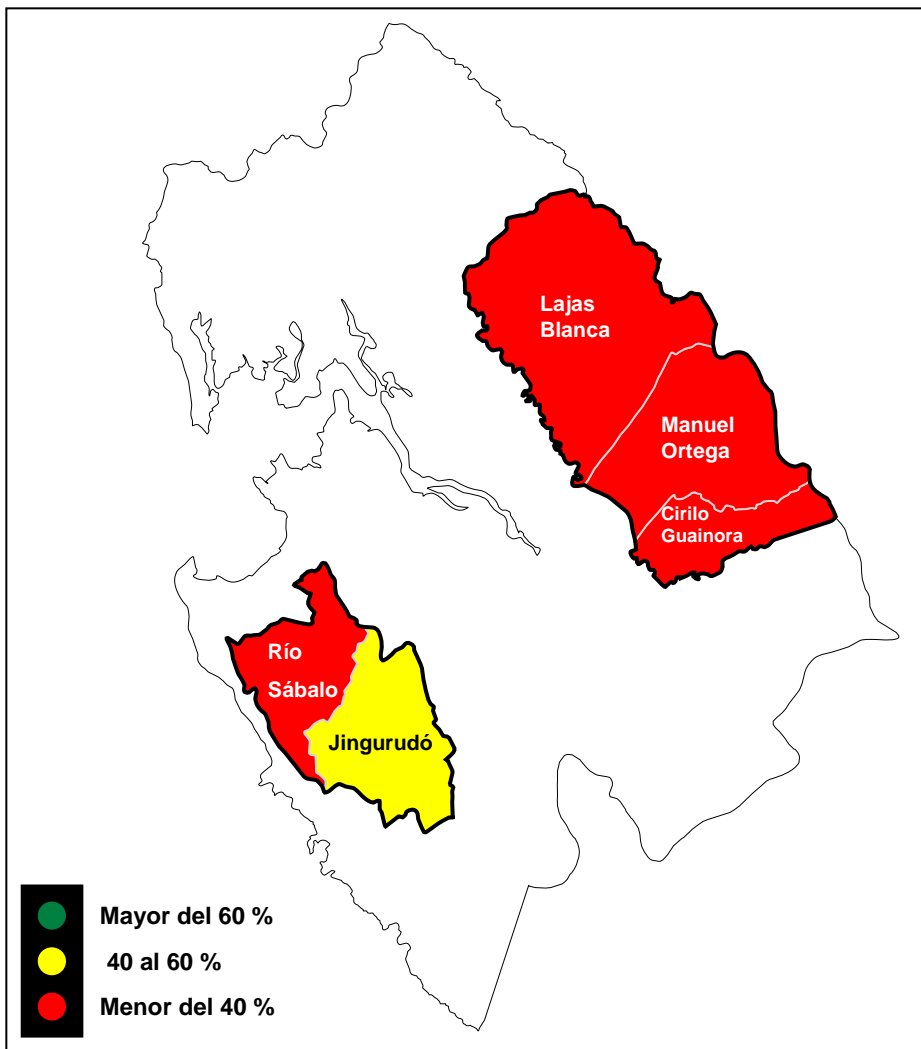 Lajas
Blanca
Manuel
Ortega
Cirilo
Guainora
Río
Sábalo
Jingurudó
Mayor del 60 %
40 al 60 %
Menor del 40 %